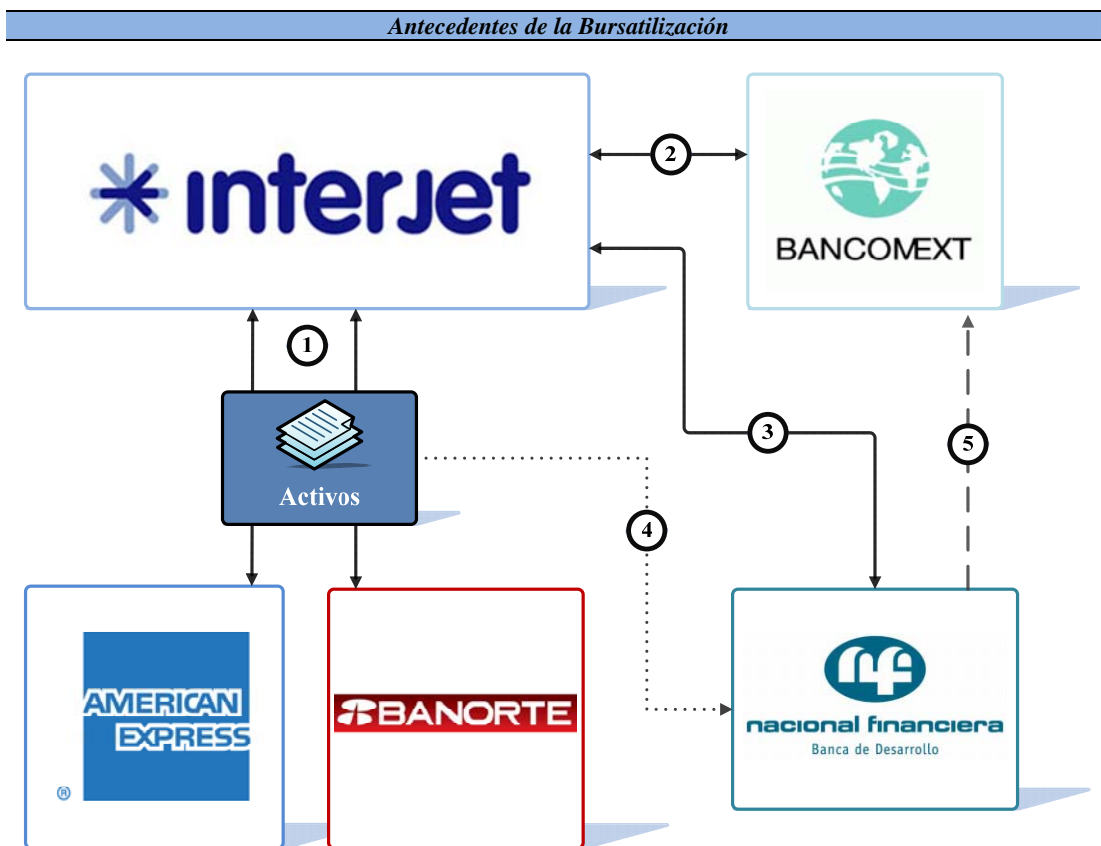 Antecedentes de la Bursatilización
interjet
2
BANCOMEXT
1
3
5
Activos
4
AMERICAN
EXPRESS
®
BANORTE
nf
nacional financiera
Banca de Desarrollo